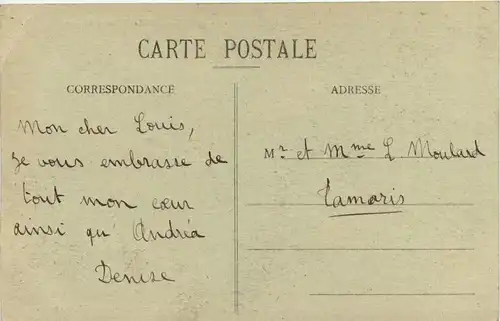 CARTE POSTALE
CORRESPONDANCE
Mon cher Louis,
je vous embrasse de
tout mon cœur
ainsi qu' Andréa
Denise
ADRESSE
Mr et Mme L Moulard
Tamaris